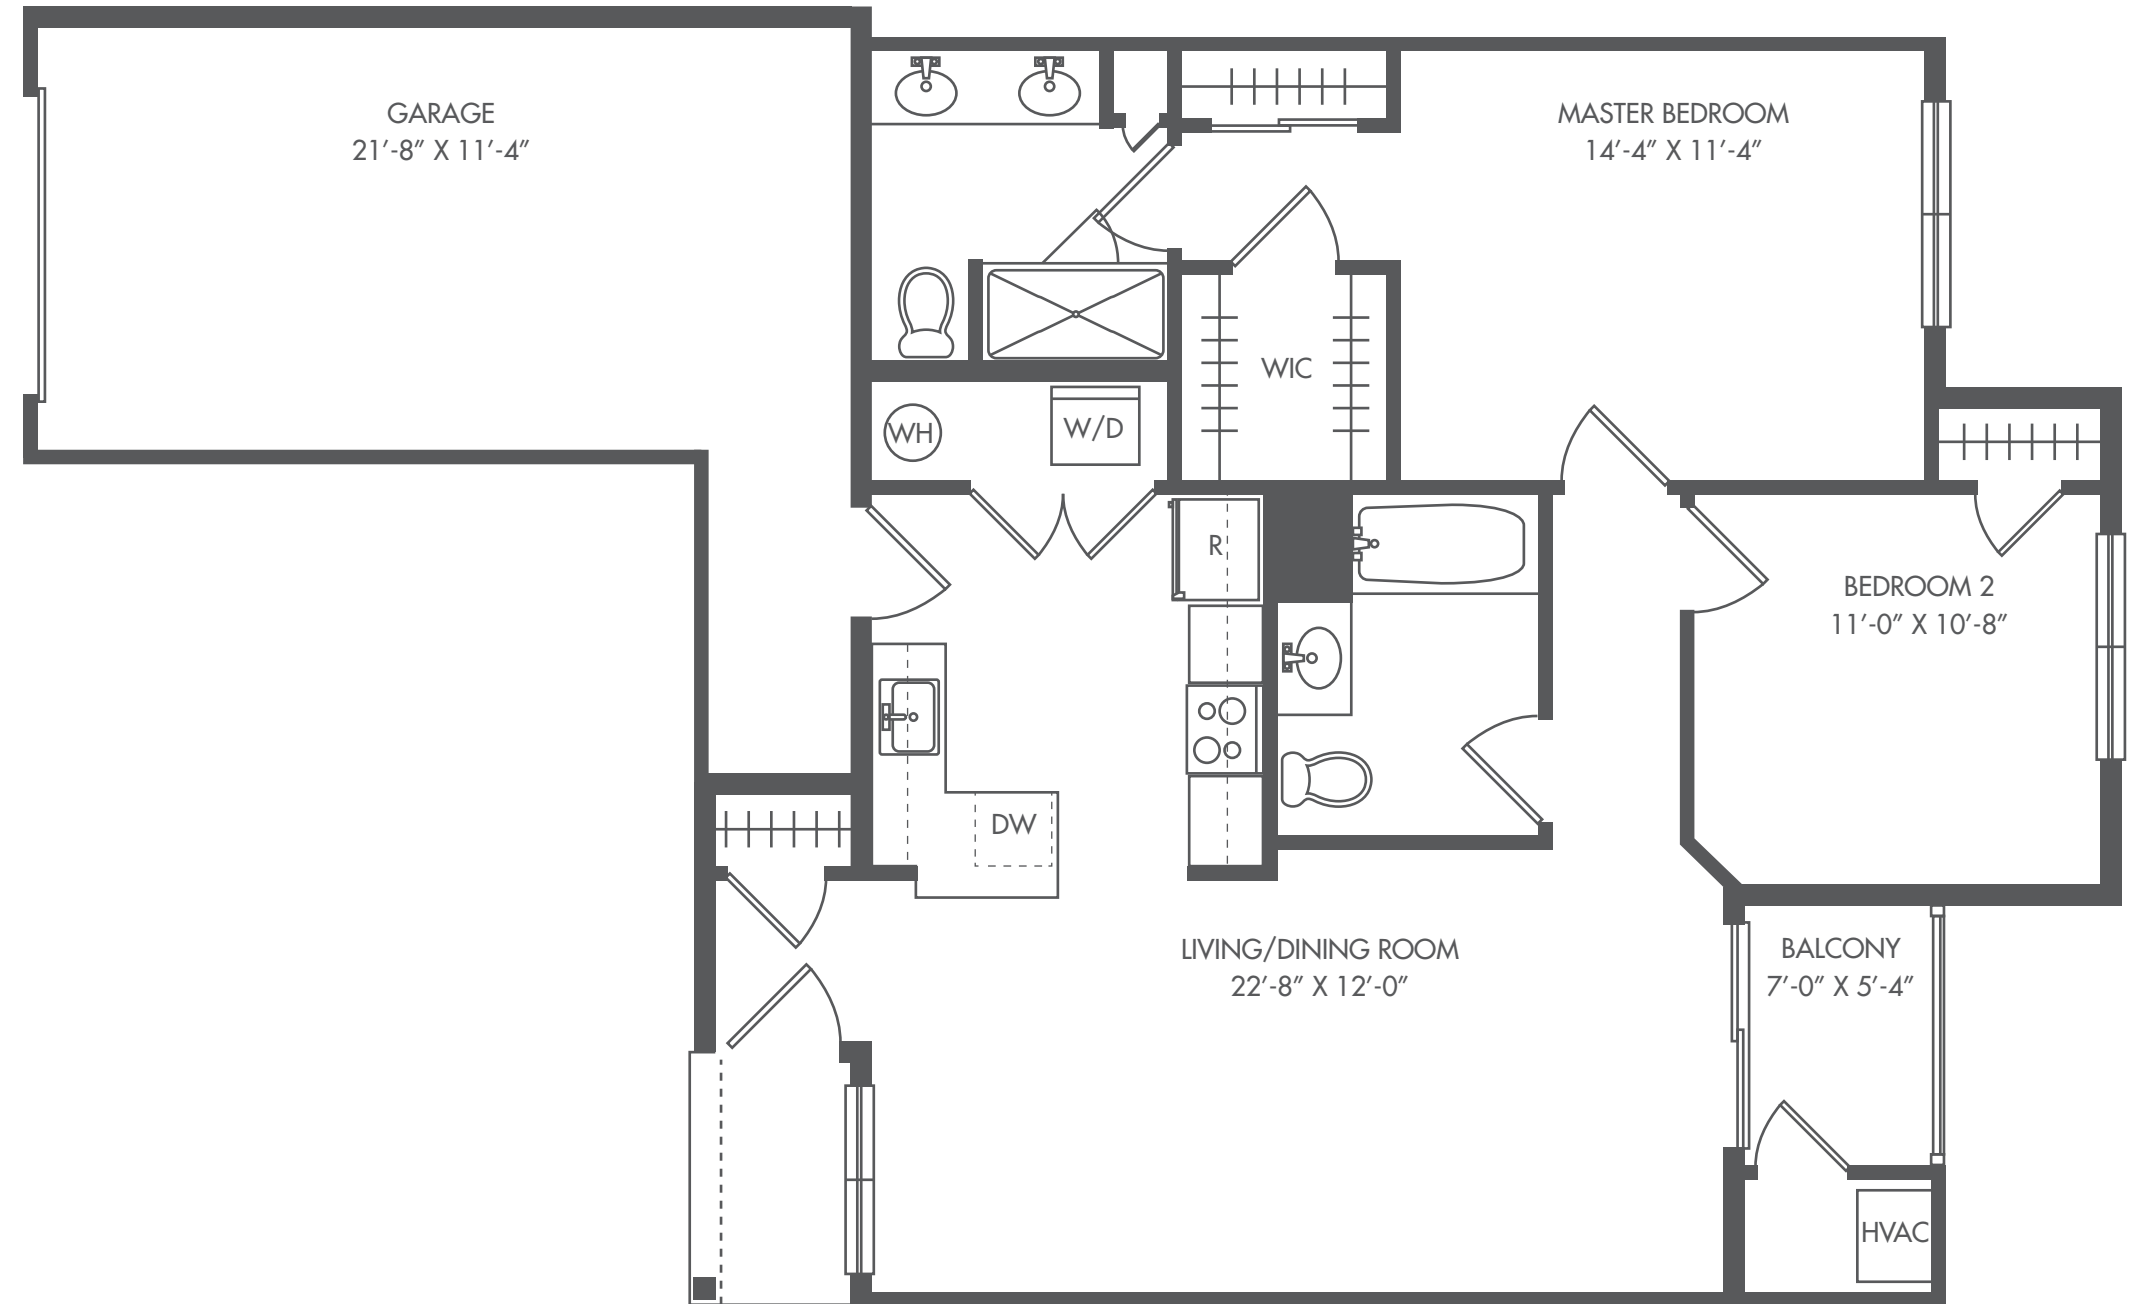 GARAGE
21′-8″ X 11′-4″
MASTER BEDROOM
14′-4″ X 11′-4″
WIC
WH
W/D
R
BEDROOM 2
11′-0″ X 10′-8″
DW
LIVING/DINING ROOM
22′-8″ X 12′-0″
BALCONY
7′-0″ X 5′-4″
HVAC